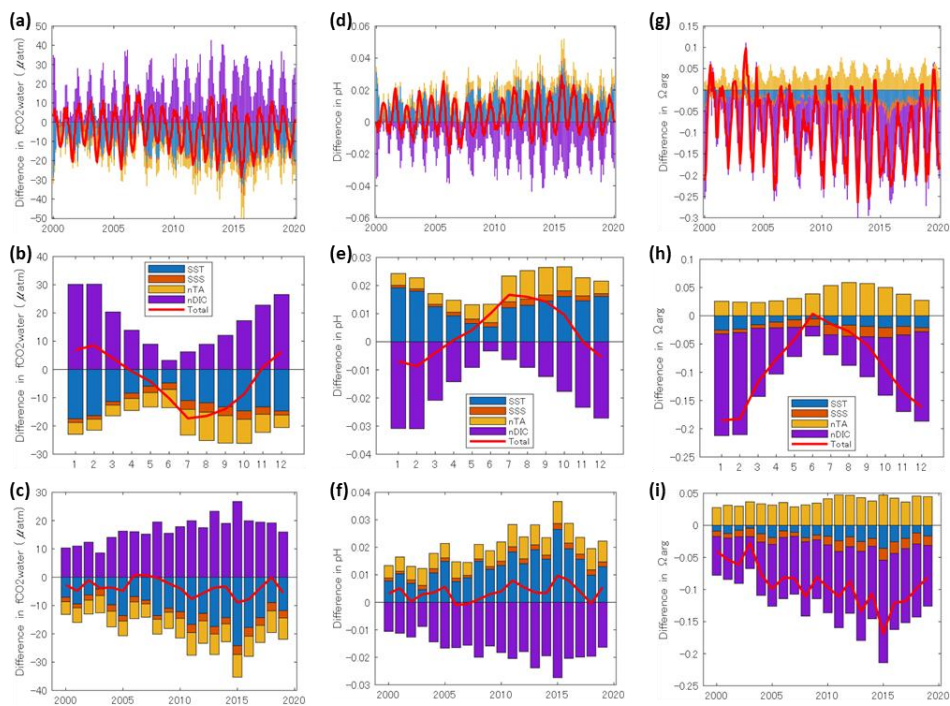 (a)
Difference in fCO2water (μatm)
50
40
30
20
10
0
−10
−20
−30
−40
−50
2000 2005 2010 2015 2020
(d)
Difference in pH
0.06
0.04
0.02
0
−0.02
−0.04
0.06
2000 2005 2010 2015 2020
(g)
Difference in Ωarg
0.15
0.1
0.05
0
−0.05
−0.1
−0.15
−0.2
−0.25
−0.3
2000 2005 2010 2015 2020
(b)
Difference in fCO2water (μatm)
40
30
20
10
0
−10
−20
−30
SST
SSS
nTA
nDIC
Total
1 2 3 4 5 6 7 8 9 10 11 12
(e)
Difference in pH
0.03
0.02
0.01
0
−0.01
−0.02
−0.03
−0.04
SST
SSS
nTA
nDIC
Total
1 2 3 4 5 6 7 8 9 10 11 12
(h)
Difference in Ωarg
0.1
0.05
0
−0.05
−0.1
−0.15
−0.2
−0.25
SST
SSS
nTA
nDIC
Total
1 2 3 4 5 6 7 8 9 10 11 12
(c)
Difference in fCO2water (μatm)
30
20
10
0
−10
−20
−30
−40
2000 2005 2010 2015 2020
(f)
Difference in pH
0.04
0.03
0.02
0.01
0
−0.01
−0.02
−0.03
2000 2005 2010 2015 2020
(i)
Difference in Ωarg
0.05
0
−0.05
−0.1
−0.15
−0.2
−0.25
2000 2005 2010 2015 2020